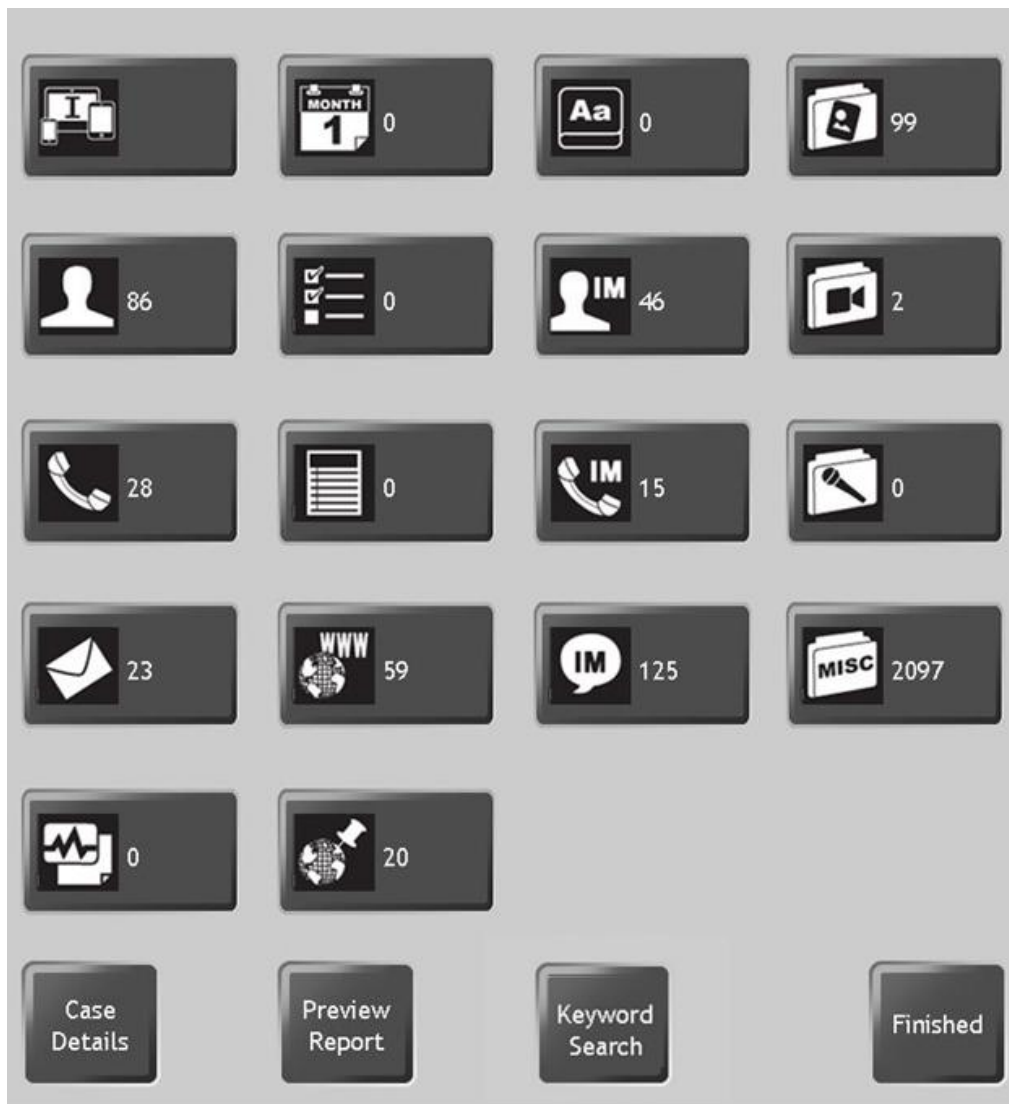 I
MONTH
1
0
Aa
0
99
86
0
IM
46
2
28
0
IM
15
0
23
WWW
59
IM
125
MISC
2097
0
20
Case
Details
Preview
Report
Keyword
Search
Finished